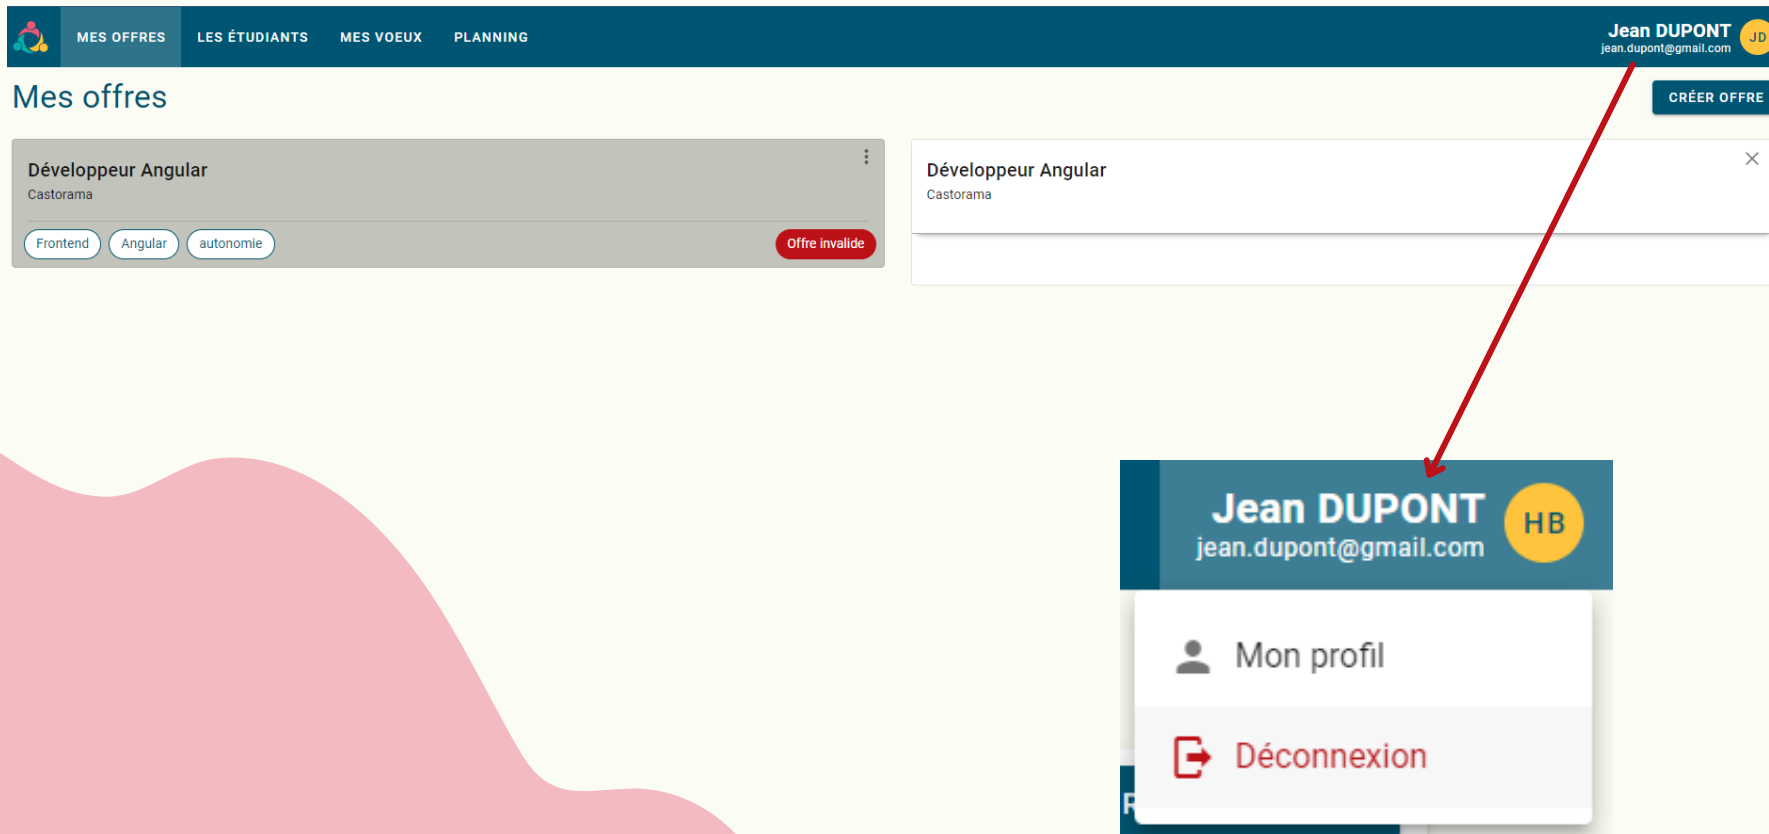 MES OFFRES LES ÉTUDIANTS MES VOEUX PLANNING
Jean DUPONT
jean.dupont@gmail.com
JD
Mes offres
CRÉER OFFRE
Développeur Angular
Castorama
Frontend Angular autonomie
Offre invalide
Développeur Angular
Castorama
Jean DUPONT
jean.dupont@gmail.com
HB
Mon profil
Déconnexion
R